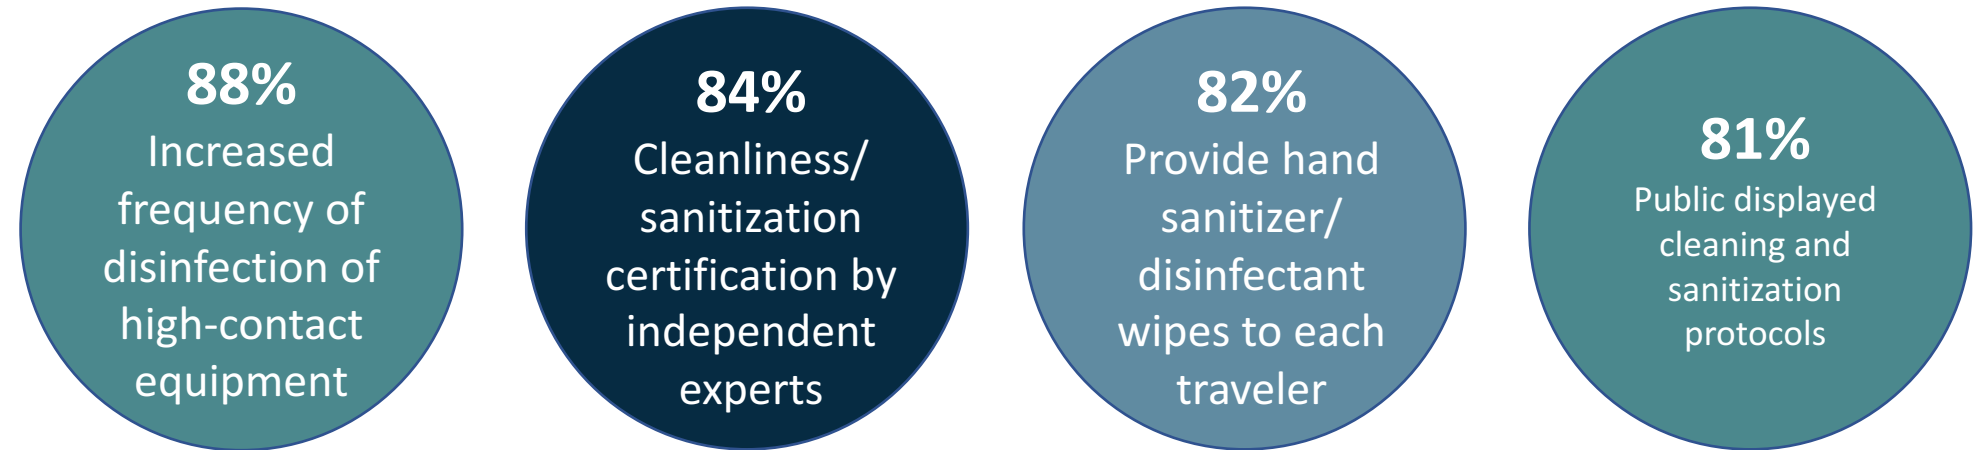 88%
Increased
frequency of
disinfection of
high-contact
equipment
84%
Cleanliness/
sanitization
certification by
independent
experts
82%
Provide hand
sanitizer/
disinfectant
wipes to each
traveler
81%
Public displayed
cleaning and
sanitization
protocols